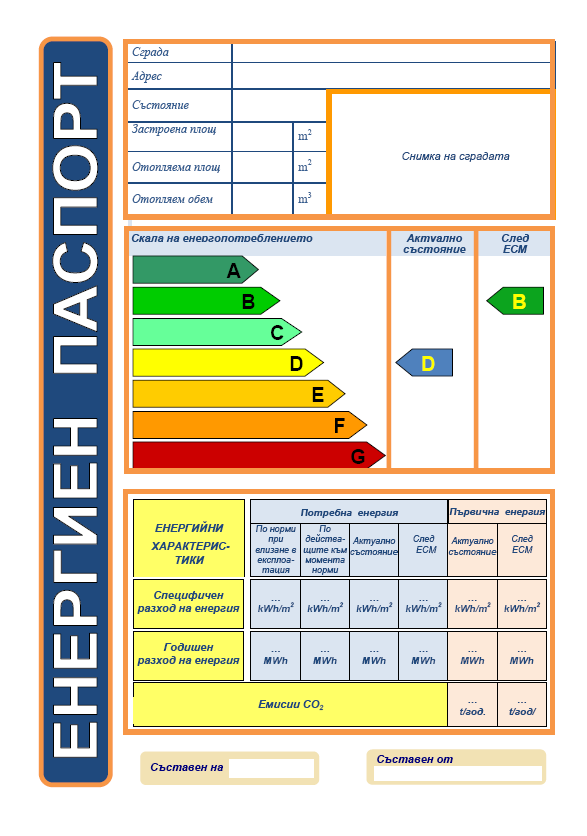 ЕНЕРГИЕН ПАСПОРТ
Сграда
Адрес
Състояние
Застроена площ
m²
Отопляема площ
m²
Отопляем обем
m³
Снимка на сградата
Скала на енергопотреблението
Актуално
състояние
След
ЕСМ
A
B
C
D
E
F
G
D
B
ЕНЕРГИЙНИ
ХАРАКТЕРИС-
ТИКИ
Потребна енергия
Първична енергия
По норми
при
влизане в
експлоа-
тация
По
действа-
щите към
момента
норми
Актуално
състояние
След
ЕСМ
Актуално
състояние
След
ЕСМ
Специфичен
разход на енергия
...
kWh/m²
...
kWh/m²
...
kWh/m²
...
kWh/m²
...
kWh/m²
...
kWh/m²
Годишен
разход на енергия
...
MWh
...
MWh
...
MWh
...
MWh
...
MWh
...
MWh
Емисии CO₂
...
t/год.
...
t/год/
Съставен на
Съставен от